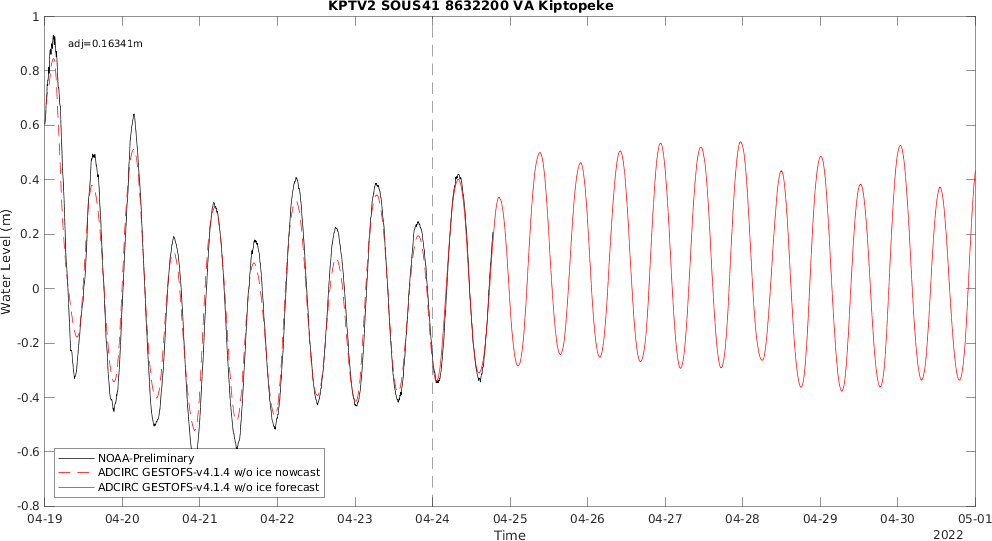 KPTV2 SOUS41 8632200 VA Kiptopeke
adj=0.16341m
1
0.8
0.6
0.4
0.2
0
-0.2
-0.4
-0.6
-0.8
Water Level (m)
NOAA-Preliminary
ADCIRC GESTOFS-v4.1.4 w/o ice nowcast
ADCIRC GESTOFS-v4.1.4 w/o ice forecast
04-19 04-20 04-21 04-22 04-23 04-24 04-25 04-26 04-27 04-28 04-29 04-30 05-01
Time
2022